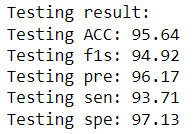 Testing result:
Testing ACC: 95.64
Testing f1s: 94.92
Testing pre: 96.17
Testing sen: 93.71
Testing spe: 97.13